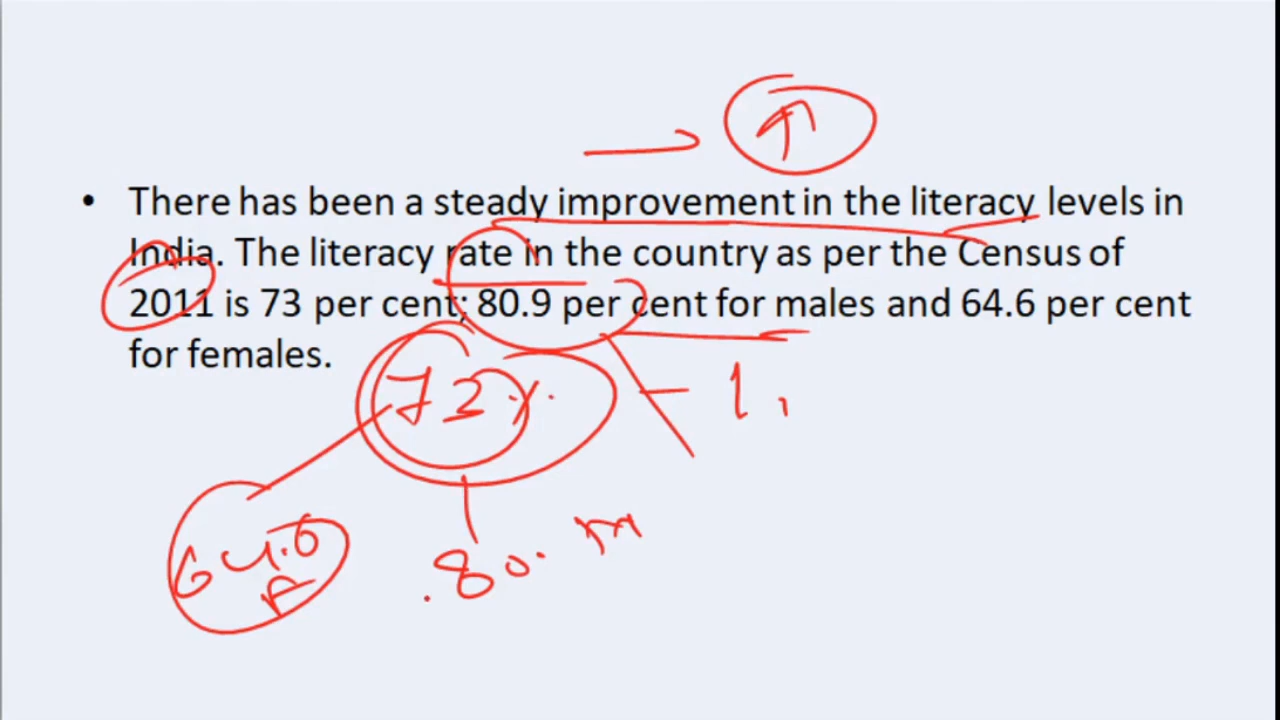 • There has been a steady improvement in the literacy levels in
India. The literacy rate in the country as per the Census of
2011 is 73 per cent; 80.9 per cent for males and 64.6 per cent
for females.
72%
64.6
80. m